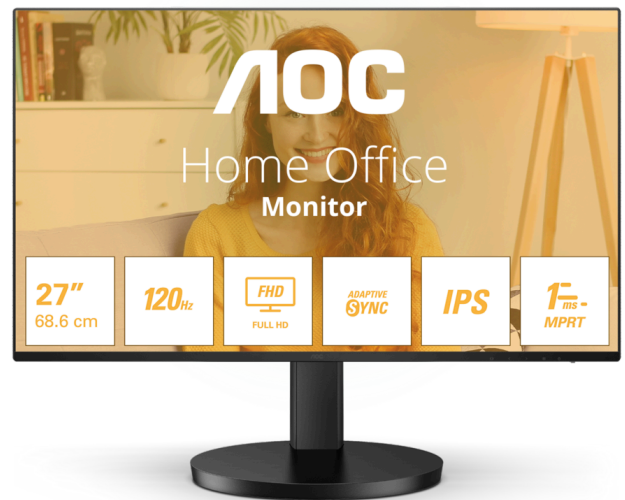 AOC
Home Office
Monitor
27″
68.6 cm
120Hz
FHD
FULL HD
ADAPTIVE
SYNC
IPS
1ms
MPRT